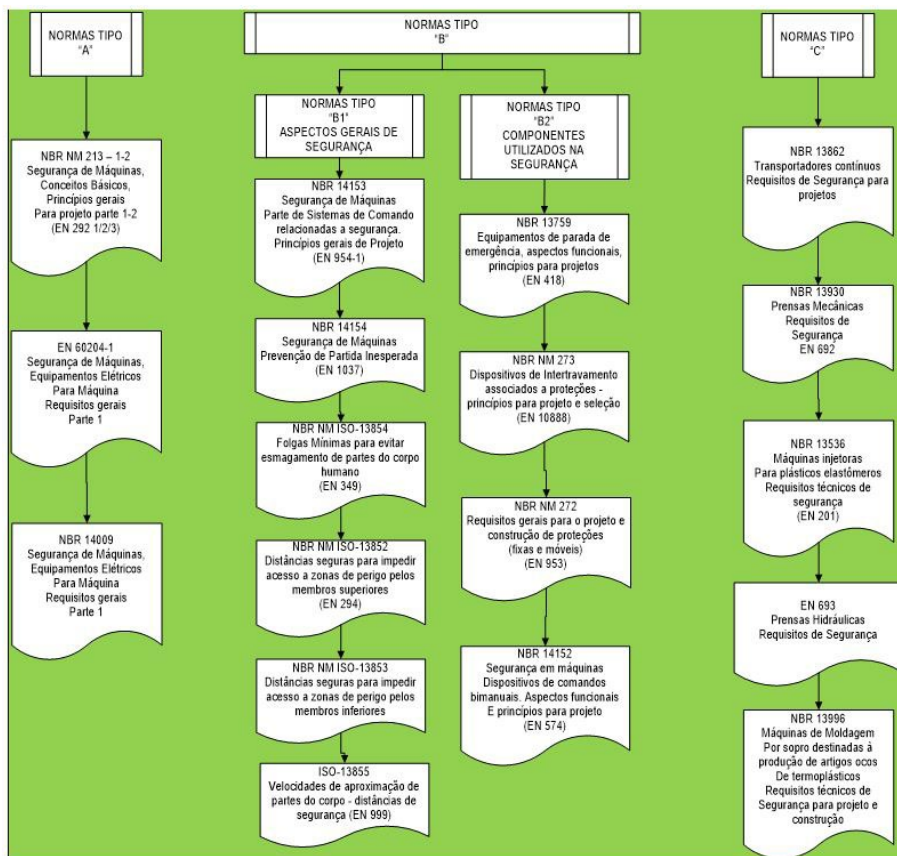 NORMAS TIPO
"A"
NBR NM 213 – 1-2
Segurança de Máquinas,
Conceitos Básicos,
Princípios gerais
Para projeto parte 1-2
(EN 292 1/2/3)
EN 60204-1
Segurança de Máquinas,
Equipamentos Elétricos
Para Máquina
Requisitos gerais
Parte 1
NBR 14009
Segurança de Máquinas,
Equipamentos Elétricos
Para Máquina
Requisitos gerais
Parte 1
NORMAS TIPO
"B"
NORMAS TIPO
"B1"
ASPECTOS GERAIS DE
SEGURANÇA
NBR 14153
Segurança de Máquinas
Parte de Sistemas de Comando
relacionadas a segurança.
Princípios gerais de Projeto
(EN 954-1)
NBR 14154
Segurança de Máquinas
Prevenção de Partida Inesperada
(EN 1037)
NBR NM ISO-13854
Folgas Mínimas para evitar
esmagamento de partes do corpo
humano
(EN 349)
NBR NM ISO-13852
Distâncias seguras para impedir
acesso a zonas de perigo pelos
membros superiores
(EN 294)
NBR NM ISO-13853
Distâncias seguras para impedir
acesso a zonas de perigo pelos
membros inferiores
ISO-13855
Velocidades de aproximação de
partes do corpo - distâncias de
segurança (EN 999)
NORMAS TIPO
"B2"
COMPONENTES
UTILIZADOS NA
SEGURANÇA
NBR 13759
Equipamentos de parada de
emergência, aspectos funcionais,
princípios para projetos
(EN 418)
NBR NM 273
Dispositivos de Intertravamento
associados a proteções -
princípios para projeto e seleção
(EN 10888)
NBR NM 272
Requisitos gerais para o projeto e
construção de proteções
(fixas e móveis)
(EN 953)
NBR 14152
Segurança em máquinas
Dispositivos de comandos
bimanuais. Aspectos funcionais
E princípios para projeto
(EN 574)
NORMAS TIPO
"C"
NBR 13862
Transportadores contínuos
Requisitos de Segurança para
projetos
NBR 13930
Prensas Mecânicas
Requisitos de
Segurança
EN 692
NBR 13536
Máquinas injetoras
Para plásticos elastômeros
Requisitos técnicos de
segurança
(EN 201)
EN 693
Prensas Hidráulicas
Requisitos de Segurança
NBR 13996
Máquinas de Moldagem
Por sopro destinadas à
produção de artigos ocos
De termoplásticos
Requisitos técnicos de
Segurança para projeto e
construção